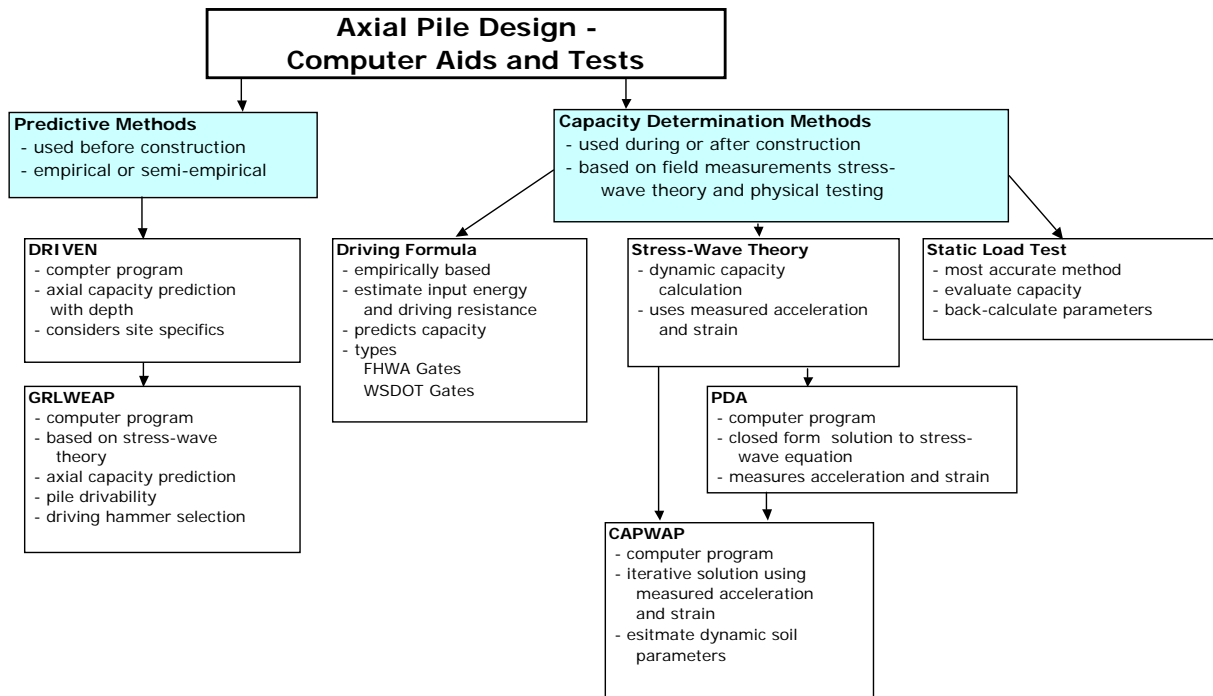 Axial Pile Design -
Computer Aids and Tests
Predictive Methods
- used before construction
- empirical or semi-empirical
Capacity Determination Methods
- used during or after construction
- based on field measurements stress-
wave theory and physical testing
DRIVEN
- compter program
- axial capacity prediction
with depth
- considers site specifics
Driving Formula
- empirically based
- estimate input energy
and driving resistance
- predicts capacity
- types
FHWA Gates
WSDOT Gates
Stress-Wave Theory
- dynamic capacity
calculation
- uses measured acceleration
and strain
Static Load Test
- most accurate method
- evaluate capacity
- back-calculate parameters
GRLWEAP
- computer program
- based on stress-wave
theory
- axial capacity prediction
- pile drivability
- driving hammer selection
PDA
- computer program
- closed form solution to stress-
wave equation
- measures acceleration and strain
CAPWAP
- computer program
- iterative solution using
measured acceleration
and strain
- esitmate dynamic soil
parameters